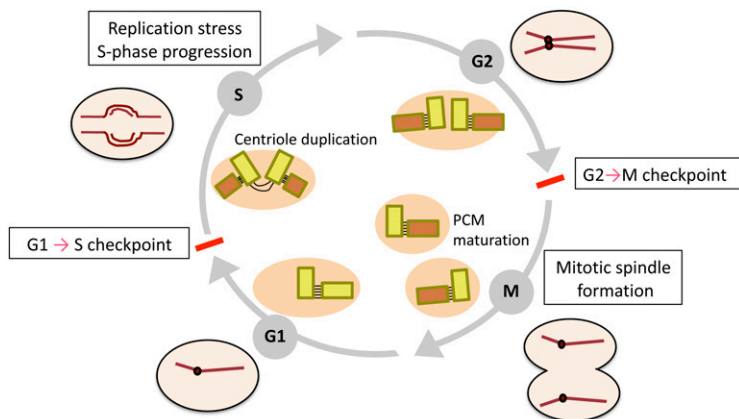 Replication stress
S-phase progression
G2
S
Centriole duplication
G2→M checkpoint
G1 → S checkpoint
PCM
maturation
Mitotic spindle
formation
M
G1